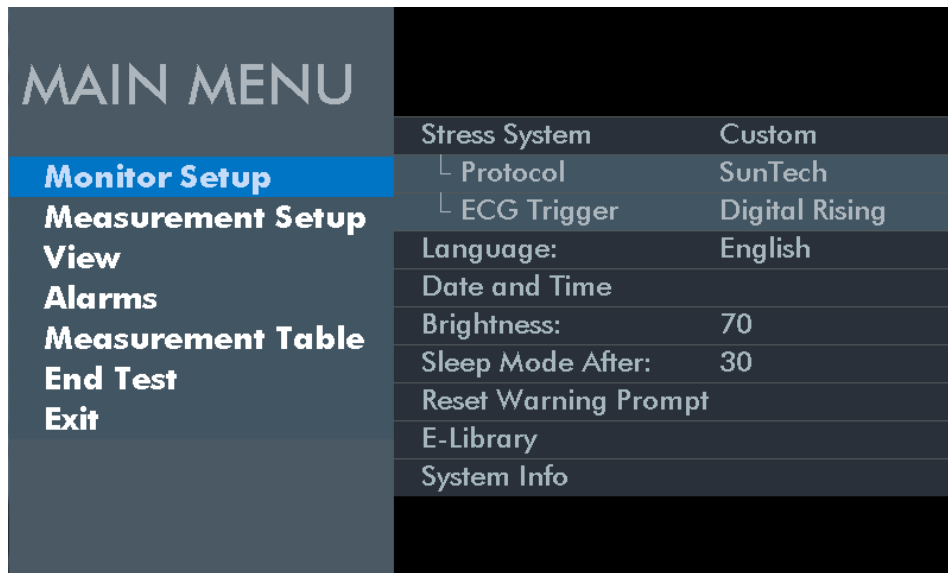 MAIN MENU
Monitor Setup
Measurement Setup
View
Alarms
Measurement Table
End Test
Exit
Stress System Custom
Protocol SunTech
ECG Trigger Digital Rising
Language: English
Date and Time
Brightness: 70
Sleep Mode After: 30
Reset Warning Prompt
E-Library
System Info